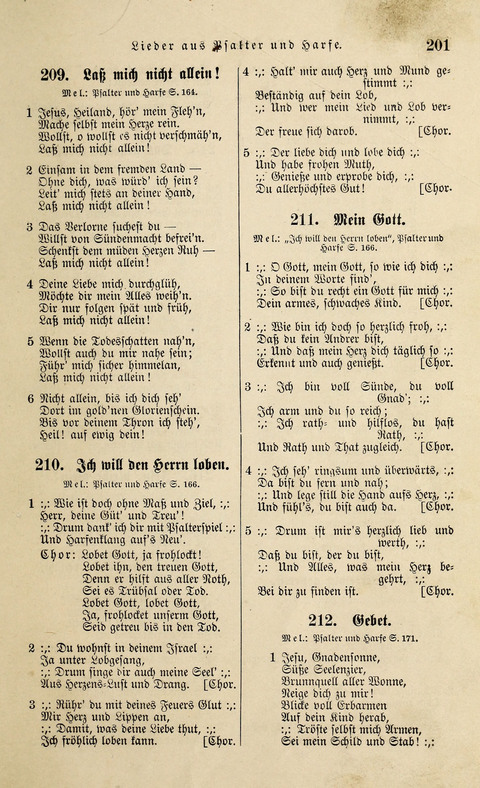 Lieder aus Psalter und Harfe. 201
209. Laß mich nicht allein!
Mel: Psalter und Harfe S. 164.
1 Jesus, Heiland, hör' mein Fleh'n,
Mache selbst mein Herze rein.
Wollst, o wollst es nicht verschmäh'n,
Laß mich nicht allein!
2 Einsam in dem fremden Land —
Ohne dich, was würd' ich sein?
Leit' mich stets an deiner Hand,
Laß mich nicht allein!
3 Das Verlorne suchest du —
Willst von Sündenmacht befrei'n.
Schenkst dem müden Herzen Ruh —
Laß mich nicht allein!
4 Deine Liebe mich durchglüh,
Möchte dir mein Alles weih'n.
Dir nur folgen spät und früh,
Laß mich nicht allein!
5 Wenn die Todesschatten nah'n,
Wollst auch du mir nahe sein;
Führ' mich sicher himmelan,
Laß mich nicht allein!
6 Nicht allein, bis ich dich seh'
Dort im gold'nen Glorienschein.
Bis vor deinem Thron ich steh',
Heil! auf ewig dein!
210. Ich will den Herrn loben.
Mel: Psalter und Harfe S. 166.
1 :,: Wie ist doch ohne Maß und Ziel, :,:
Herr, deine Güt' und Treu'!
:,: Drum dank' ich dir mit Psalterspiel :,:
Und Harfenklang auf's Neu'.
Chor: Lobet Gott, ja frohlockt!
Lobet ihn, den treuen Gott,
Denn er hilft aus aller Noth,
Sei es Trübsal oder Tod.
Lobet Gott, lobet Gott,
Ja, frohlocket unserm Gott,
Seid getreu bis in den Tod.
2 :,: Du wohnst in deinem Israel :,:
Ja unter Lobgesang,
:,: Drum singe dir auch meine Seel' :,:
Aus Herzens-Lust und Drang. [Chor.
3 :,: Rühr' du mit deines Feuers Glut :,:
Mir Herz und Lippen an,
:,: Damit, was deine Liebe thut, :,:
Ich fröhlich loben kann. [Chor.
4 :,: Halt' mir auch Herz und Mund ge-
stimmt :,:
Beständig auf dein Lob,
:,: Und wer mein Lied und Lob ver-
nimmt, :,:
Der freue sich darob. [Chor.
5 :,: Der liebe dich und lobe dich :,:
Und habe frohen Muth,
:,: Genieße und erprobe dich, :,:
Du allerhöchstes Gut! [Chor.
211. Mein Gott.
Mel: „Ich will den Herrn loben", Psalter und
Harfe S. 166.
1 :,: O Gott, mein Gott, so wie ich dich :,:
In deinem Worte find',
:,: So bist du recht ein Gott für mich :,:
Dein armes, schwaches Kind. [Chor.
2 :,: Wie bin ich doch so herzlich froh, :,:
Daß du kein Andrer bist,
:,: Und daß mein Herz dich täglich so :,:
Erkennt und auch genießt. [Chor.
3 :,: Ich bin voll Sünde, du voll
Gnad'; :,:
Ich arm und du so reich;
:,: Ich rath= und hilflos, du hast
Rath, :,:
Und Rath und That zugleich. [Chor.
4 :,: Ich seh' ringsum und überwärts, :,:
Da bist du fern und nah;
:,: Und lege still die Hand aufs Herz, :,:
Und fühl's, du bist auch da. [Chor.
5 :,: Drum ist mir's herzlich lieb und
werth, :,:
Daß du bist, der du bist,
:,: Und Alles, was mein Herz be-
gehrt, :,:
Bei dir zu finden ist. [Chor.
212. Gebet.
Mel: Psalter und Harfe S. 171.
1 Jesu, Gnadensonne,
Süße Seelenzier,
Brunnquell aller Wonne,
Neige dich zu mir!
Blicke voll Erbarmen
Auf dein Kind herab,
:,: Tröste selbst mich Armen,
Sei mein Schild und Stab! :,: